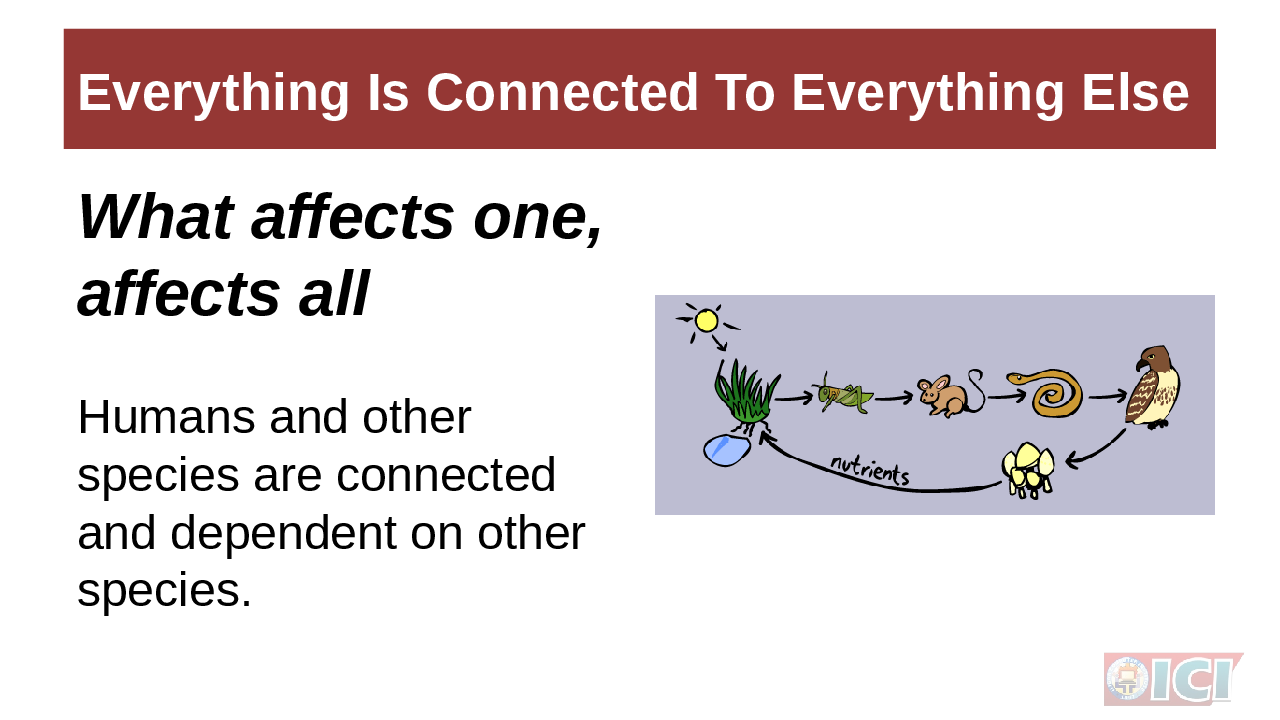 Everything Is Connected To Everything Else
What affects one,
affects all
Humans and other
species are connected
and dependent on other
species.
nutrients
ICI